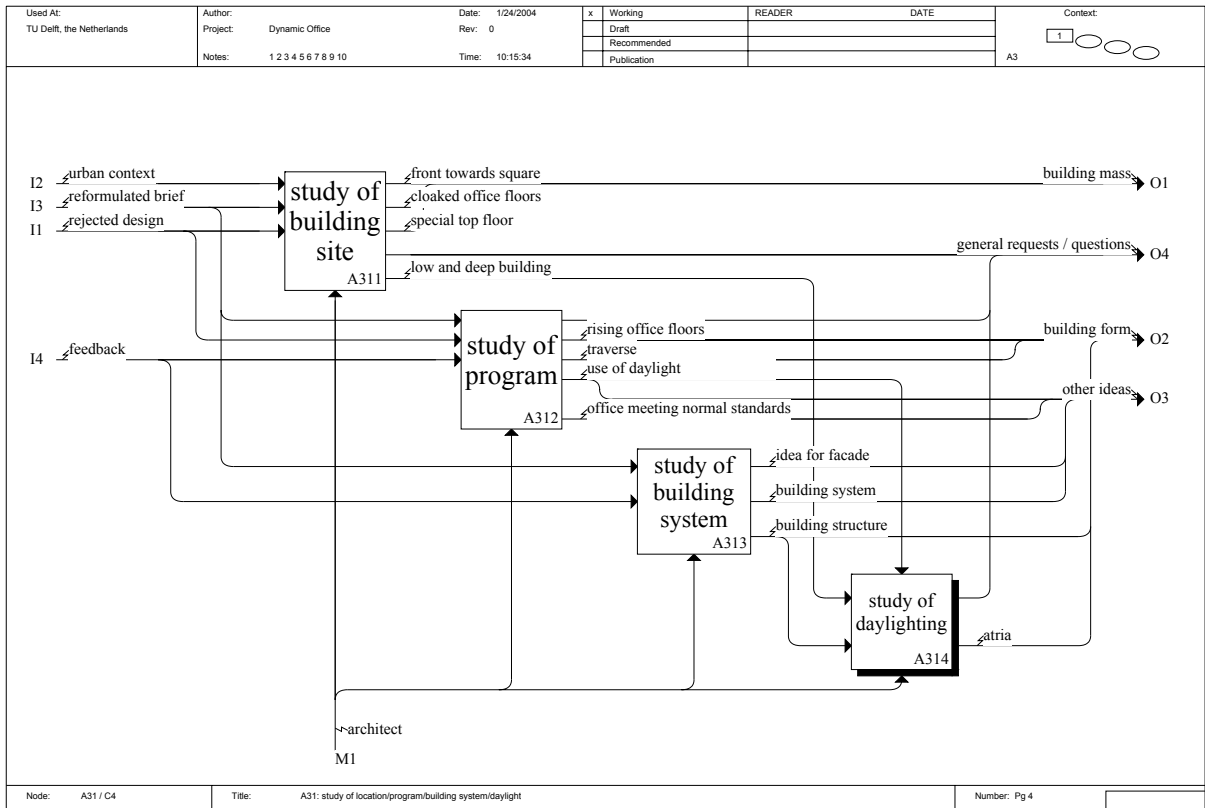 Used At:
TU Delft, the Netherlands
Author:
Project: Dynamic Office
Notes: 1 2 3 4 5 6 7 8 9 10
Date: 1/24/2004
Rev: 0
Time: 10:15:34
x Working
Draft
Recommended
Publication
READER DATE
Context:
1
A3
I2 urban context
I3 reformulated brief
I1 rejected design
study of
building
site
A311
front towards square
cloaked office floors
special top floor
low and deep building
building mass O1
general requests / questions O4
I4 feedback
study of
program
A312
rising office floors
traverse
use of daylight
office meeting normal standards
building form O2
other ideas O3
study of
building
system
A313
idea for facade
building system
building structure
study of
daylighting
A314
atria
architect
M1
Node: A31 / C4
Title: A31: study of location/program/building system/daylight
Number: Pg 4